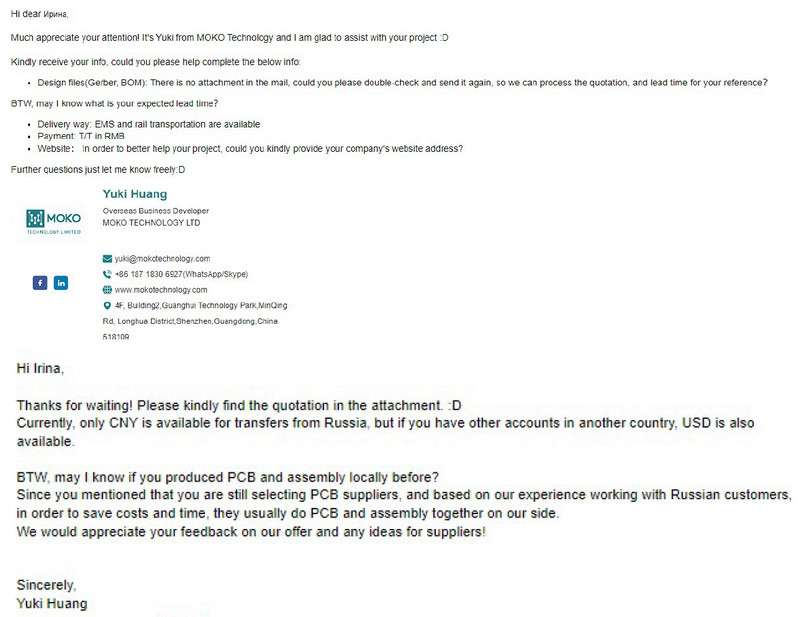 Hi dear Ирина,
Much appreciate your attention! It's Yuki from MOKO Technology and I am glad to assist with your project :D
Kindly receive your info, could you please help complete the below info:
• Design files(Gerber, BOM): There is no attachment in the mail, could you please double-check and send it again, so we can process the quotation, and lead time for your reference?
BTW, may I know what is your expected lead time?
• Delivery way: EMS and rail transportation are available
• Payment: T/T in RMB
• Website： In order to better help your project, could you kindly provide your company's website address?
Further questions just let me know freely:D
Yuki Huang
Overseas Business Developer
MOKO TECHNOLOGY LTD
MOKO
TECHNOLOGY LIMITED
yuki@mokotechnology.com
+86 187 1830 6927(WhatsApp/Skype)
www.mokotechnology.com
4F, Building2,Guanghui Technology Park,MinQing
Rd, Longhua District,Shenzhen,Guangdong,China
518109
Hi Irina,
Thanks for waiting! Please kindly find the quotation in the attachment. :D
Currently, only CNY is available for transfers from Russia, but if you have other accounts in another country, USD is also
available.
BTW, may I know if you produced PCB and assembly locally before?
Since you mentioned that you are still selecting PCB suppliers, and based on our experience working with Russian customers,
in order to save costs and time, they usually do PCB and assembly together on our side.
We would appreciate your feedback on our offer and any ideas for suppliers!
Sincerely,
Yuki Huang